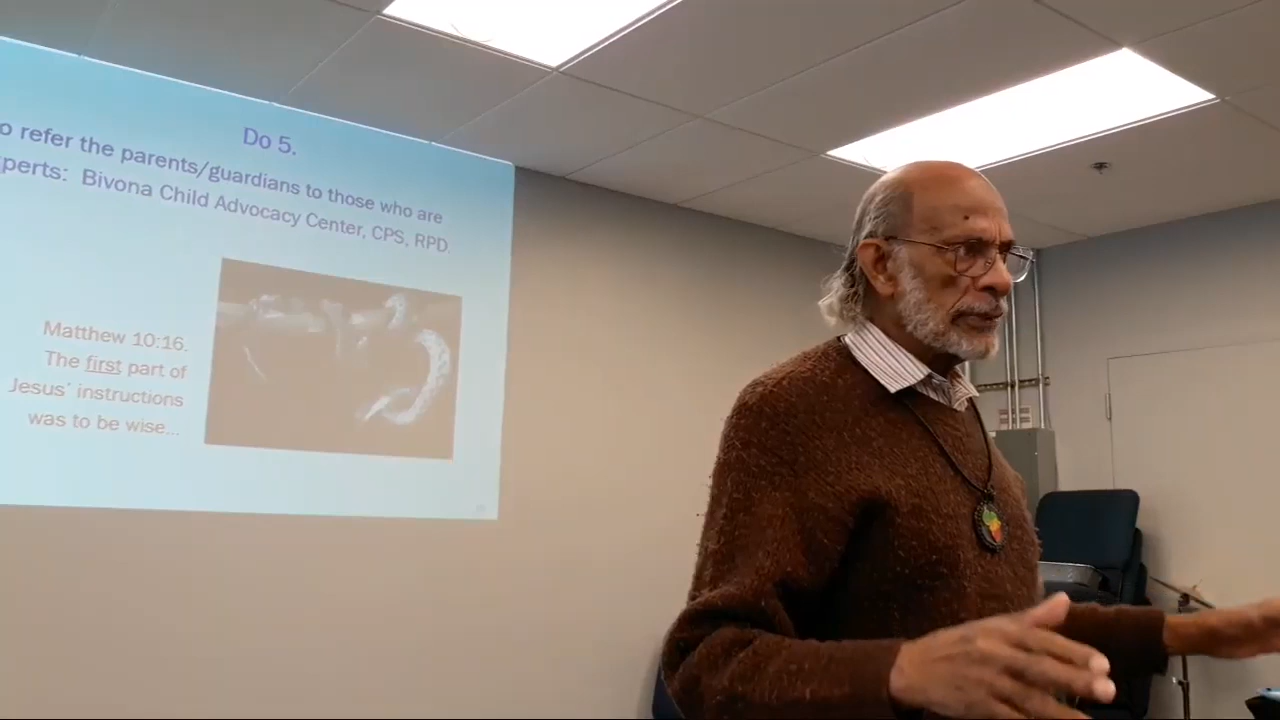 Do 5.
o refer the parents/guardians to those who are
perts: Bivona Child Advocacy Center, CPS, RPD.
Matthew 10:16.
The first part of
Jesus' instructions
was to be wise...